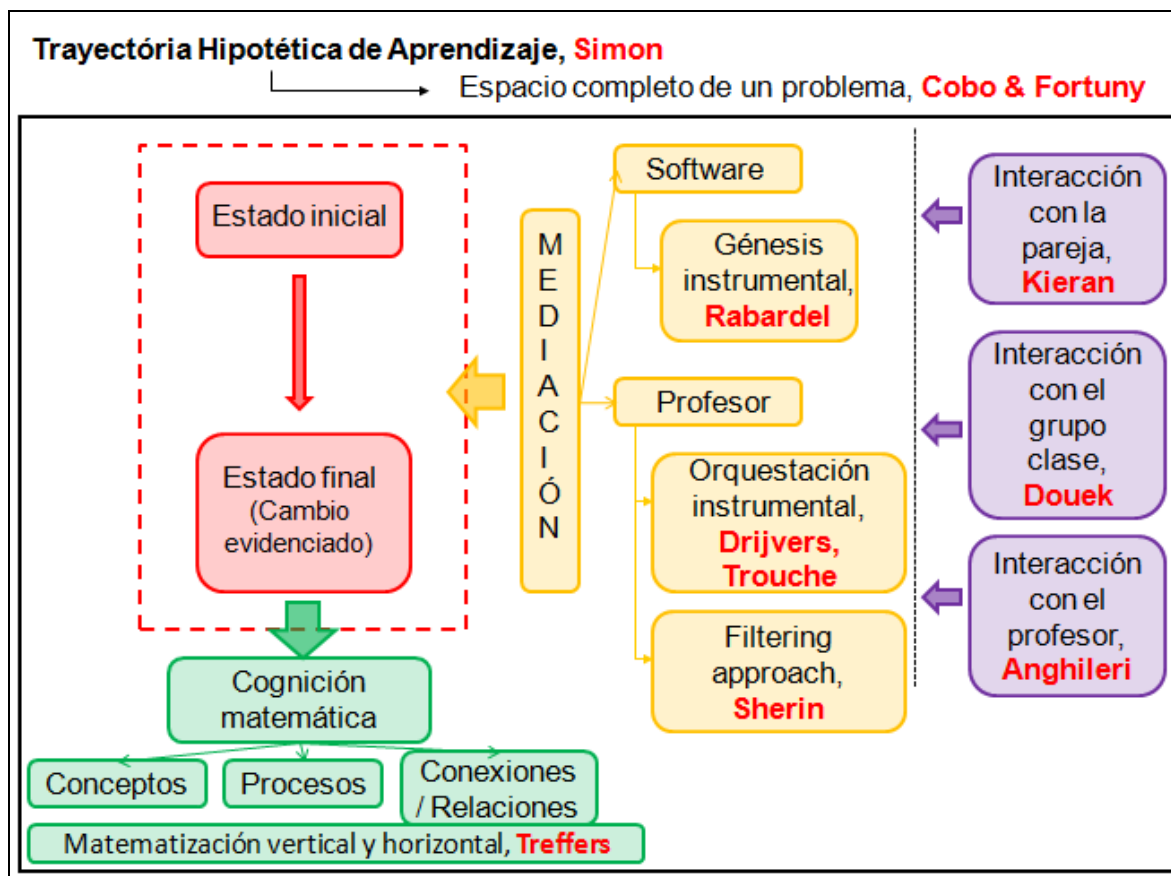 Trayectória Hipotética de Aprendizaje, Simon
Espacio completo de un problema, Cobo & Fortuny
Estado inicial
Estado final
(Cambio
evidenciado)
Cognición
matemática
Conceptos
Procesos
Conexiones
/ Relaciones
Matematización vertical y horizontal, Treffers
M
E
D
I
A
C
I
Ó
N
Software
Génesis
instrumental,
Rabardel
Profesor
Orquestación
instrumental,
Drijvers,
Trouche
Filtering
approach,
Sherin
Interacción
con la
pareja,
Kieran
Interacción
con el
grupo
clase,
Douek
Interacción
con el
profesor,
Anghileri